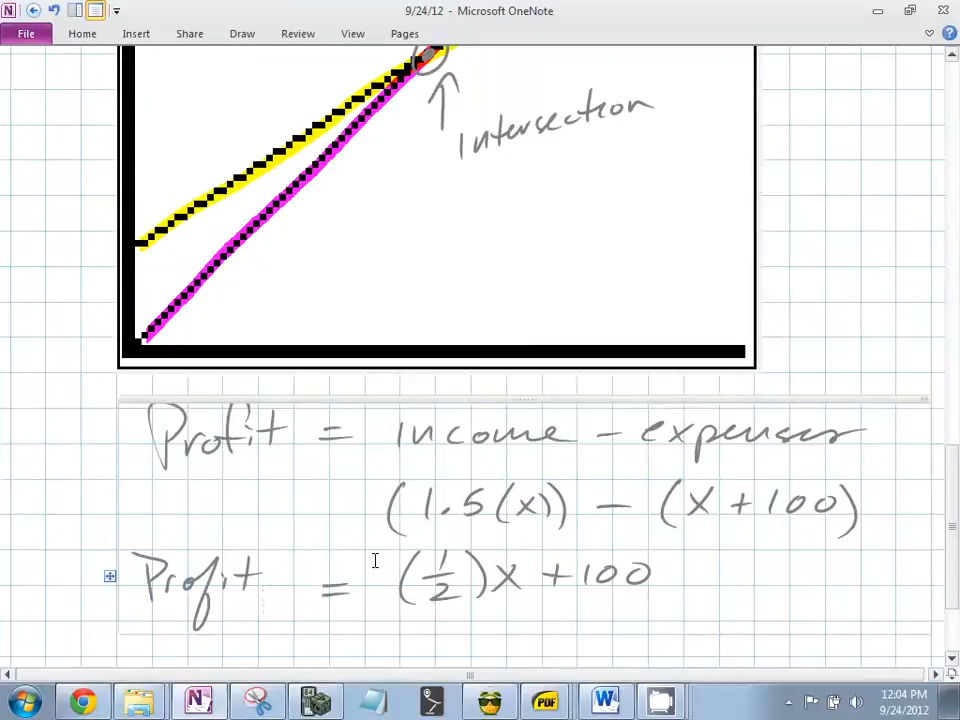 9/24/12 - Microsoft OneNote
File Home Insert Share Draw Review View Pages
Intersection
Profit = income - expenses
(1.5(x)) - (x + 100)
Profit = (1/2)x + 100
12:04 PM
9/24/2012